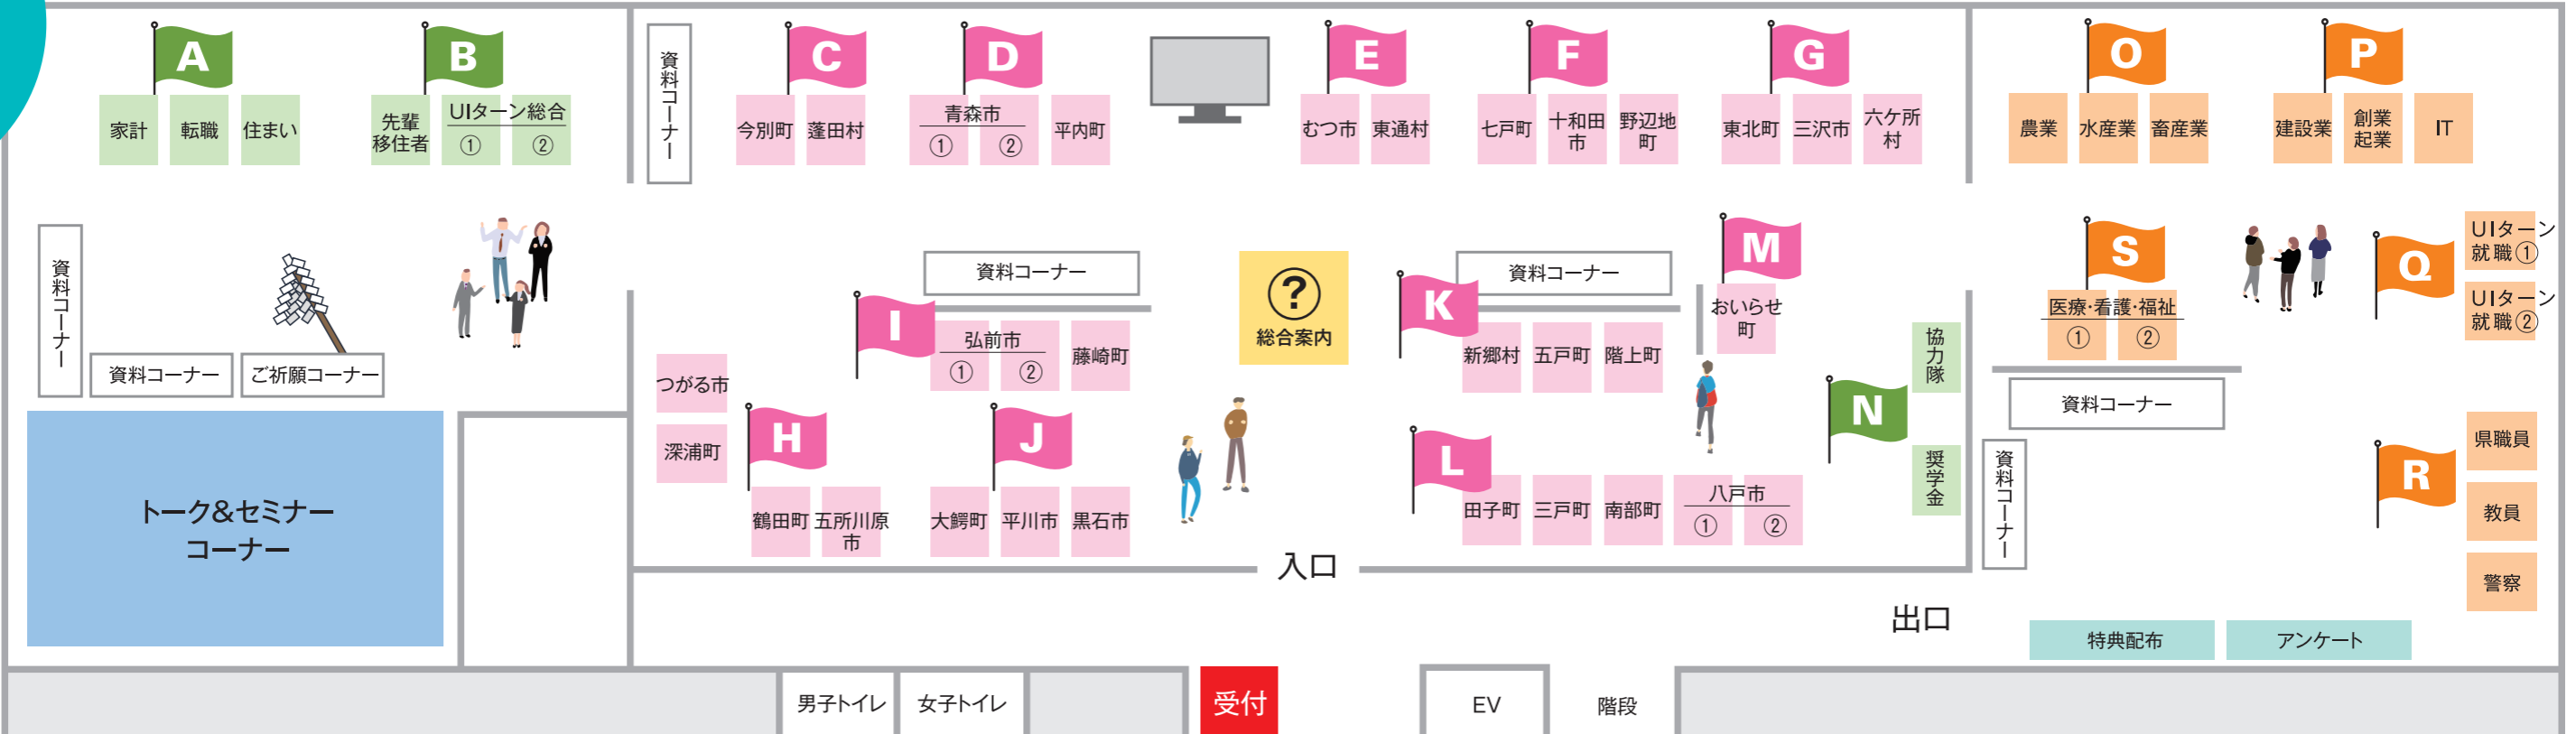 A
家計
転職
住まい
B
先輩
移住者
UIターン総合
①
②
資料コーナー
C
今別町
蓬田村
D
青森市
①
②
平内町
E
むつ市
東通村
F
七戸町
十和田
市
野辺地
町
G
東北町
三沢市
六ケ所
村
O
農業
水産業
畜産業
P
建設業
創業
起業
IT
資料コーナー
資料コーナー
ご祈願コーナー
トーク&セミナー
コーナー
資料コーナー
I
弘前市
①
②
藤崎町
つがる市
深浦町
H
鶴田町
五所川原
市
J
大鰐町
平川市
黒石市
?
総合案内
資料コーナー
K
新郷村
五戸町
階上町
M
おいらせ
町
L
田子町
三戸町
南部町
八戸市
①
②
N
協力隊
奨学金
S
医療・看護・福祉
①
②
資料コーナー
資料コーナー
Q
UIターン
就職①
UIターン
就職②
R
県職員
教員
警察
入口
出口
特典配布
アンケート
男子トイレ
女子トイレ
受付
EV
階段